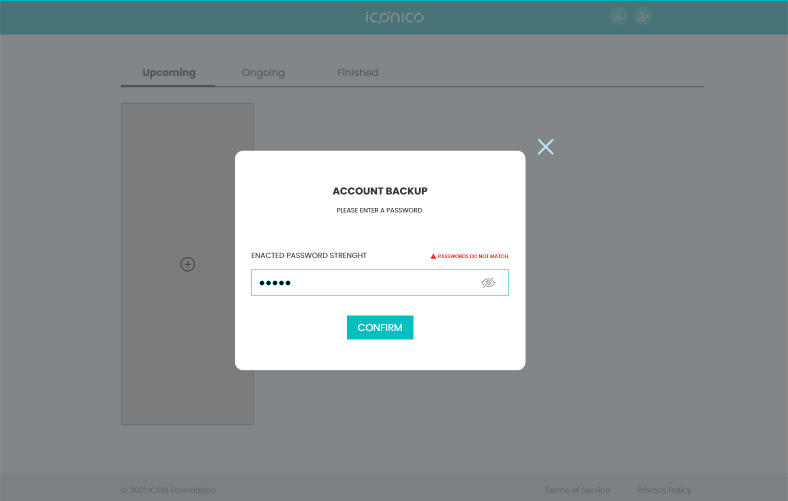 iconico
Upcoming
Ongoing
Finished
ACCOUNT BACKUP
PLEASE ENTER A PASSWORD.
ENACTED PASSWORD STRENGHT
PASSWORDS DO NOT MATCH.
CONFIRM
© 2021 ICON Foundation
Terms of Service
Privacy Policy